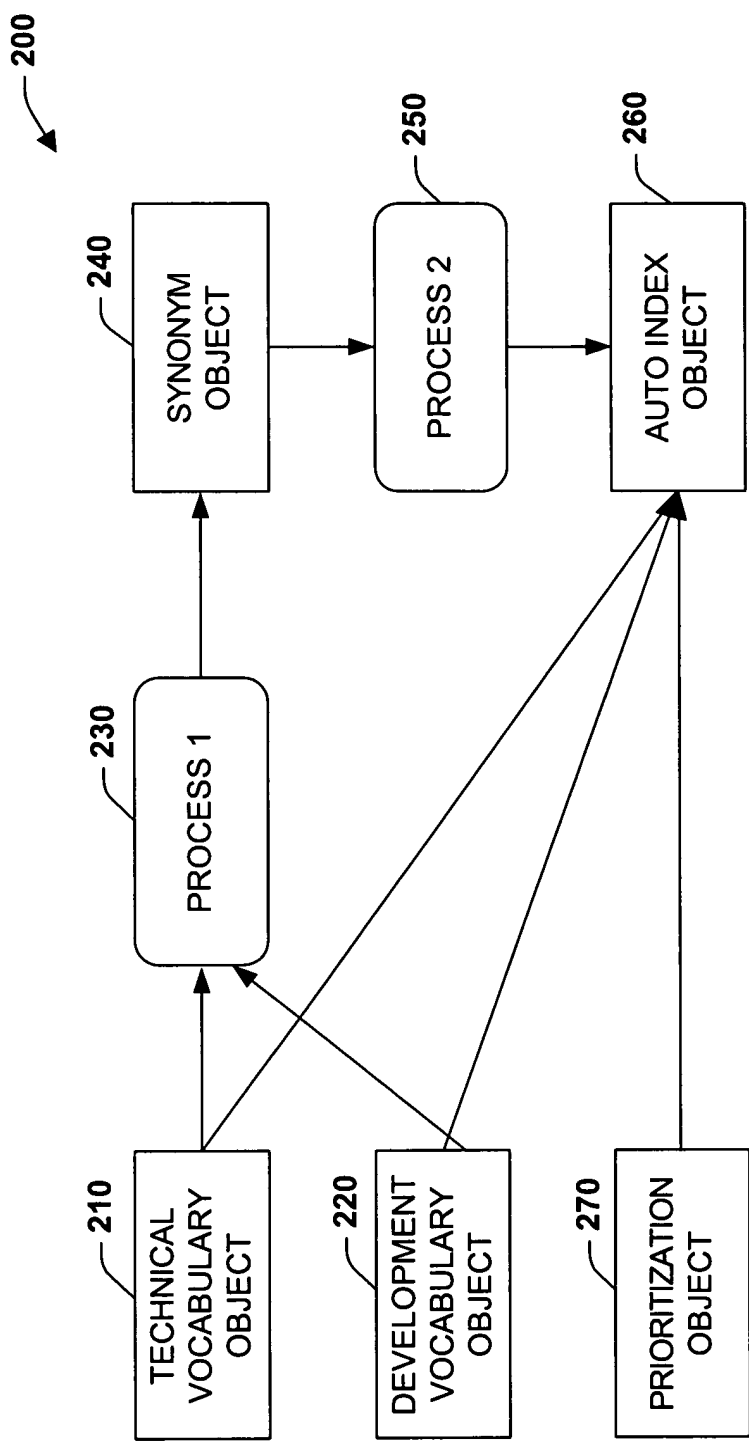 200
210
TECHNICAL
VOCABULARY
OBJECT
230
PROCESS 1
240
SYNONYM
OBJECT
220
DEVELOPMENT
VOCABULARY
OBJECT
250
PROCESS 2
270
PRIORITIZATION
OBJECT
260
AUTO INDEX
OBJECT